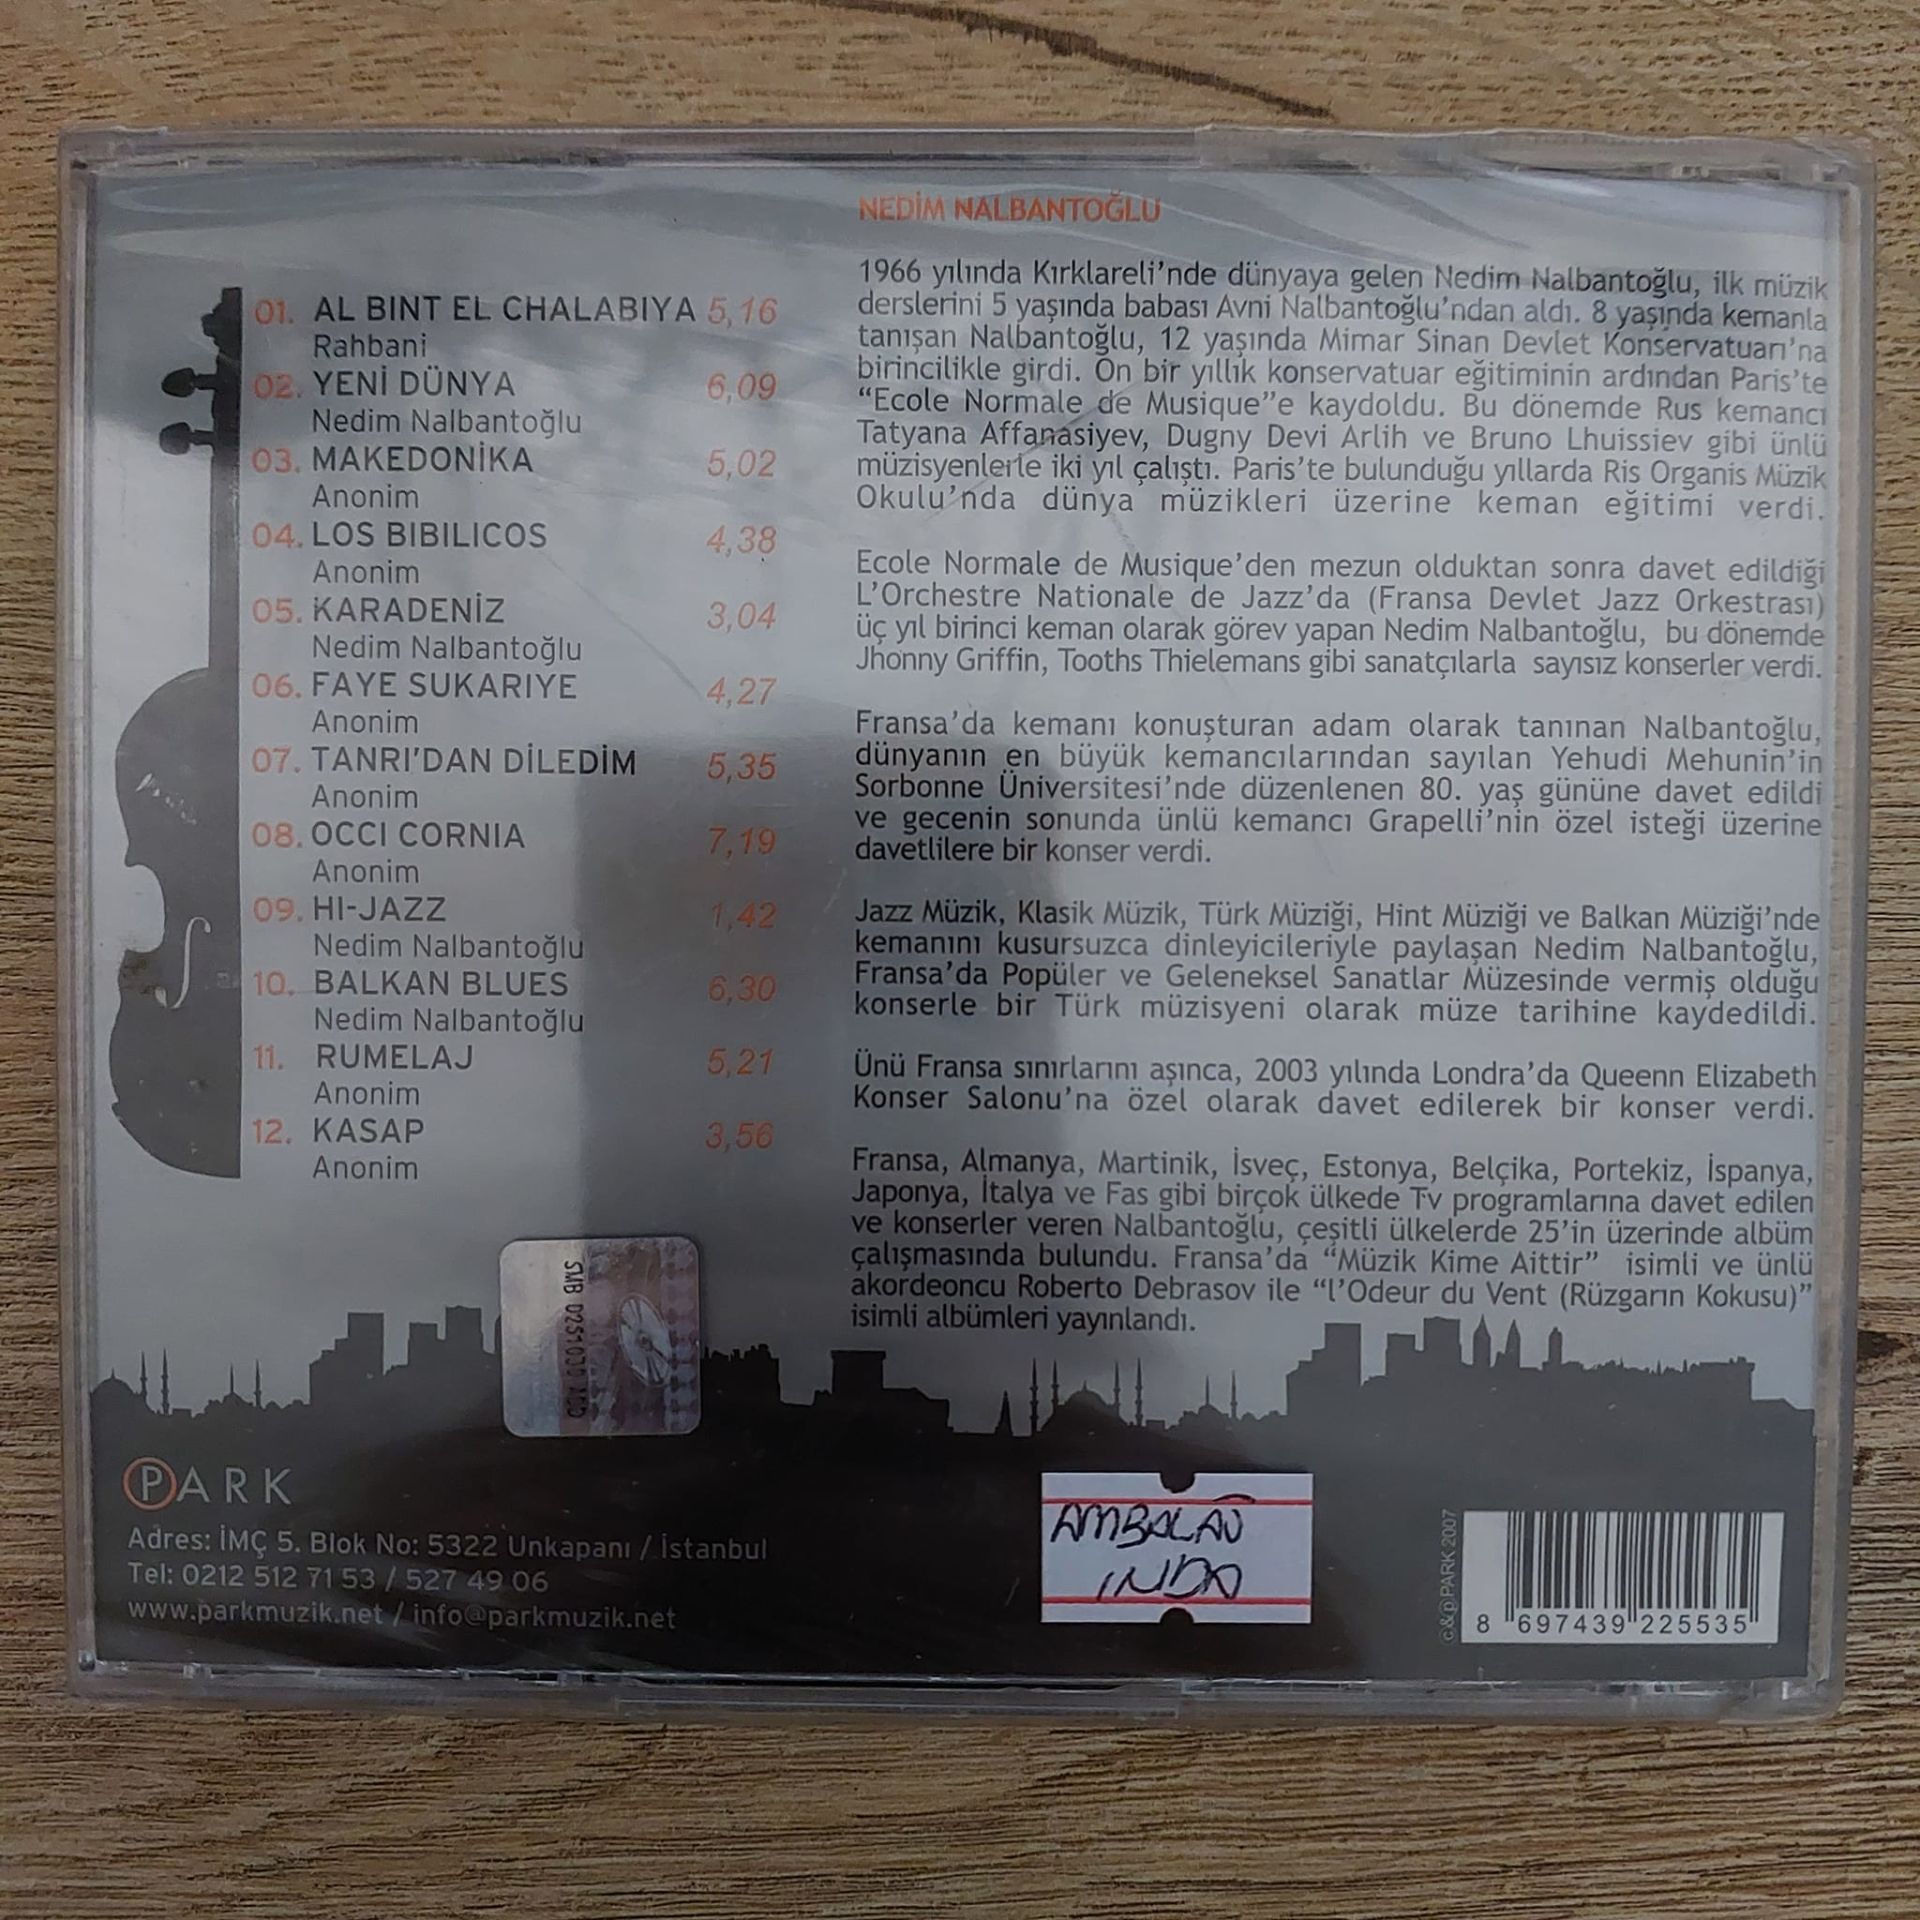 01. AL BINT EL CHALABIYA 5,16
Rahbani
02. YENİ DÜNYA 6,09
Nedim Nalbantoğlu
03. MAKEDONİKA 5,02
Anonim
04. LOS BIBILICOS 4,38
Anonim
05. KARADENİZ 3,04
Nedim Nalbantoğlu
06. FAYE SUKARIYE 4,27
Anonim
07. TANRI'DAN DİLEDİM 5,35
Anonim
08. OCCI CORNIA 7,19
Anonim
09. HI-JAZZ 1,42
Nedim Nalbantoğlu
10. BALKAN BLUES 6,30
Nedim Nalbantoğlu
11. RUMELAJ 5,21
Anonim
12. KASAP 3,56
Anonim
NEDİM NALBANTOĞLU
1966 yılında Kırklareli'nde dünyaya gelen Nedim Nalbantoğlu, ilk müzik
derslerini 5 yaşında babası Avni Nalbantoğlu'ndan aldı. 8 yaşında kemanla
tanışan Nalbantoğlu, 12 yaşında Mimar Sinan Devlet Konservatuarı'na
birincilikle girdi. On bir yıllık konservatuar eğitiminin ardından Paris'te
"Ecole Normale de Musique"e kaydoldu. Bu dönemde Rus kemancı
Tatyana Affanasiyev, Dugny Devi Arlih ve Bruno Lhuissiev gibi ünlü
müzisyenlerle iki yıl çalıştı. Paris'te bulunduğu yıllarda Ris Organis Müzik
Okulu'nda dünya müzikleri üzerine keman eğitimi verdi.
Ecole Normale de Musique'den mezun olduktan sonra davet edildiği
L'Orchestre Nationale de Jazz'da (Fransa Devlet Jazz Orkestrası)
üç yıl birinci keman olarak görev yapan Nedim Nalbantoğlu, bu dönemde
Jhonny Griffin, Tooths Thielemans gibi sanatçılarla sayısız konserler verdi.
Fransa'da kemanı konuşturan adam olarak tanınan Nalbantoğlu,
dünyanın en büyük kemancılarından sayılan Yehudi Mehunin'in
Sorbonne Üniversitesi'nde düzenlenen 80. yaş gününe davet edildi
ve gecenin sonunda ünlü kemancı Grapelli'nin özel isteği üzerine
davetlilere bir konser verdi.
Jazz Müzik, Klasik Müzik, Türk Müziği, Hint Müziği ve Balkan Müziği'nde
kemanını kusursuzca dinleyicileriyle paylaşan Nedim Nalbantoğlu,
Fransa'da Popüler ve Geleneksel Sanatlar Müzesinde vermiş olduğu
konserle bir Türk müzisyeni olarak müze tarihine kaydedildi.
Ünü Fransa sınırlarını aşınca, 2003 yılında Londra'da Queenn Elizabeth
Konser Salonu'na özel olarak davet edilerek bir konser verdi.
Fransa, Almanya, Martinik, İsveç, Estonya, Belçika, Portekiz, İspanya,
Japonya, İtalya ve Fas gibi birçok ülkede Tv programlarına davet edilen
ve konserler veren Nalbantoğlu, çeşitli ülkelerde 25'in üzerinde albüm
çalışmasında bulundu. Fransa'da "Müzik Kime Aittir" isimli ve ünlü
akordeoncu Roberto Debrasov ile "l'Odeur du Vent (Rüzgarın Kokusu)"
isimli albümleri yayınlandı.
SMB 0251030 ACD
PARK
Adres: İMÇ 5. Blok No: 5322 Unkapanı / İstanbul
Tel: 0212 512 71 53 / 527 49 06
www.parkmuzik.net / info@parkmuzik.net
AMBALAJ
INDA
c & p PARK 2007
8 697439 225535